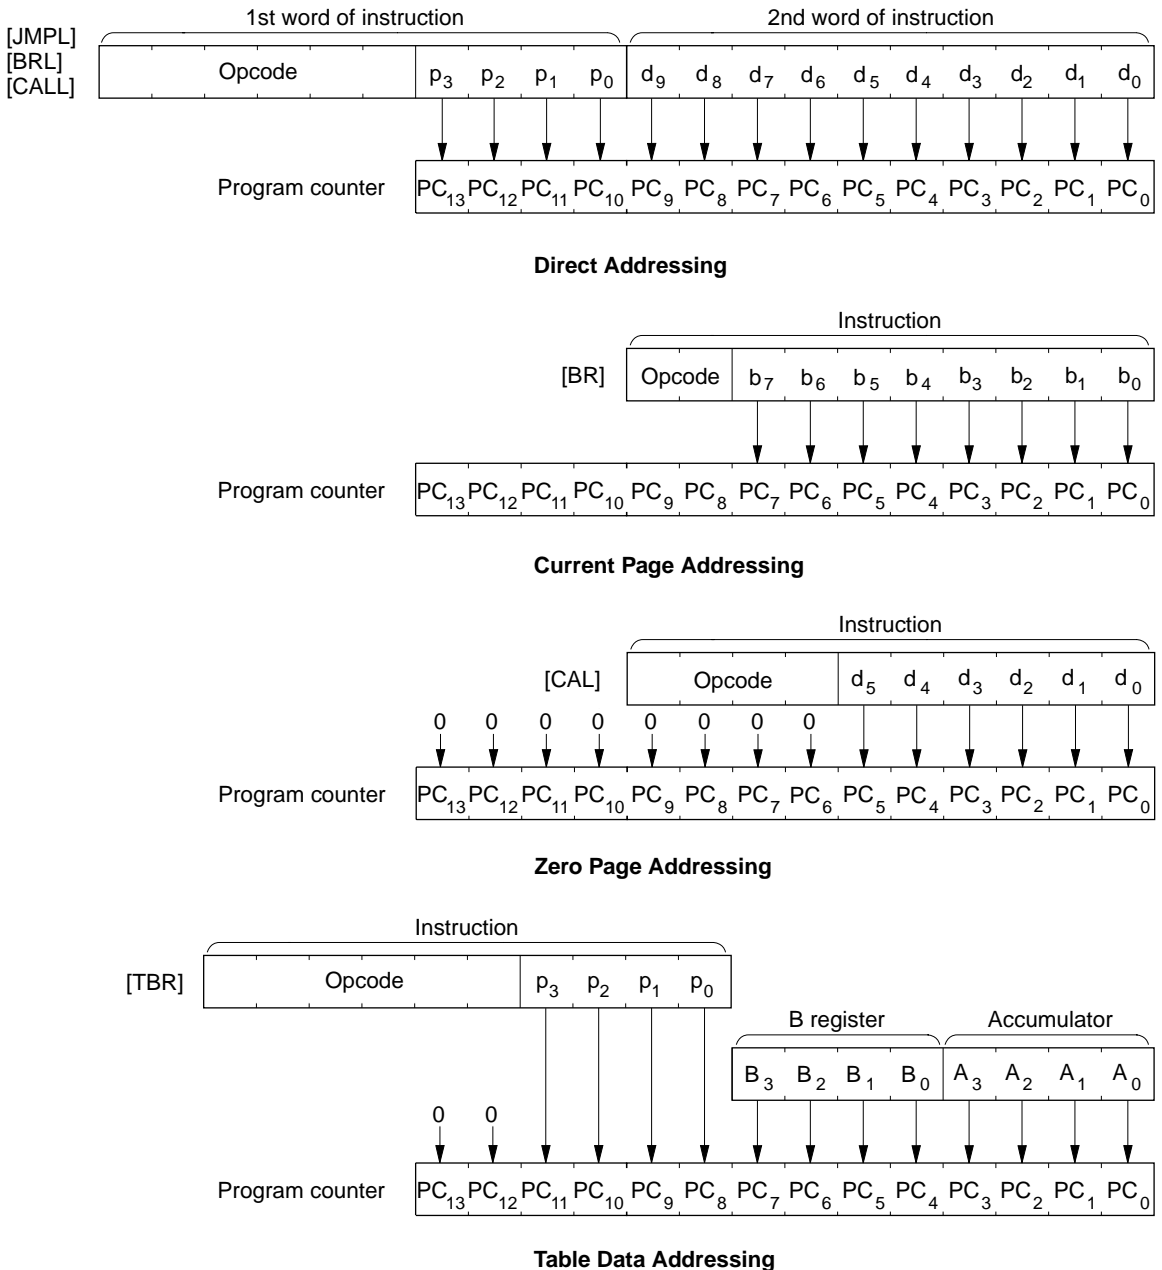 1st word of instruction 2nd word of instruction
[JMPL]
[BRL]
[CALL]
Opcode p3 p2 p1 p0 d9 d8 d7 d6 d5 d4 d3 d2 d1 d0
Program counter PC13 PC12 PC11 PC10 PC9 PC8 PC7 PC6 PC5 PC4 PC3 PC2 PC1 PC0
Direct Addressing
Instruction
[BR] Opcode b7 b6 b5 b4 b3 b2 b1 b0
Program counter PC13 PC12 PC11 PC10 PC9 PC8 PC7 PC6 PC5 PC4 PC3 PC2 PC1 PC0
Current Page Addressing
Instruction
[CAL] Opcode d5 d4 d3 d2 d1 d0
0 0 0 0 0 0 0 0
Program counter PC13 PC12 PC11 PC10 PC9 PC8 PC7 PC6 PC5 PC4 PC3 PC2 PC1 PC0
Zero Page Addressing
Instruction
[TBR] Opcode p3 p2 p1 p0
B register Accumulator
B3 B2 B1 B0 A3 A2 A1 A0
0 0
Program counter PC13 PC12 PC11 PC10 PC9 PC8 PC7 PC6 PC5 PC4 PC3 PC2 PC1 PC0
Table Data Addressing